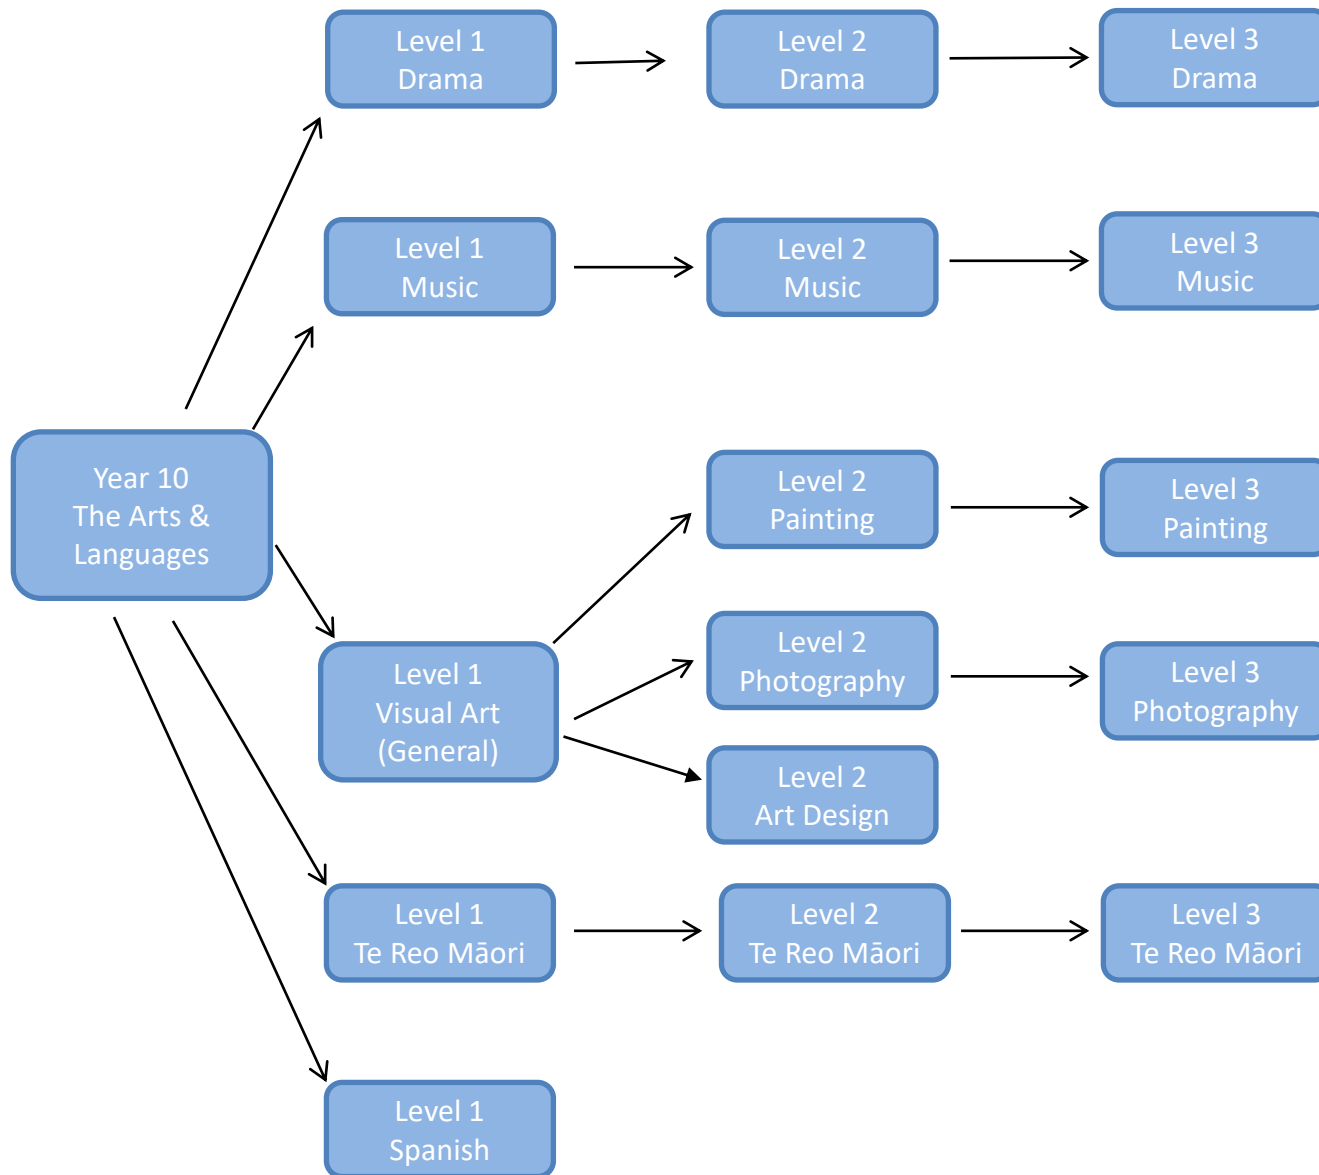 Level 1
Drama
Level 2
Drama
Level 3
Drama
Level 1
Music
Level 2
Music
Level 3
Music
Year 10
The Arts &
Languages
Level 2
Painting
Level 3
Painting
Level 1
Visual Art
(General)
Level 2
Photography
Level 3
Photography
Level 2
Art Design
Level 1
Te Reo Māori
Level 2
Te Reo Māori
Level 3
Te Reo Māori
Level 1
Spanish